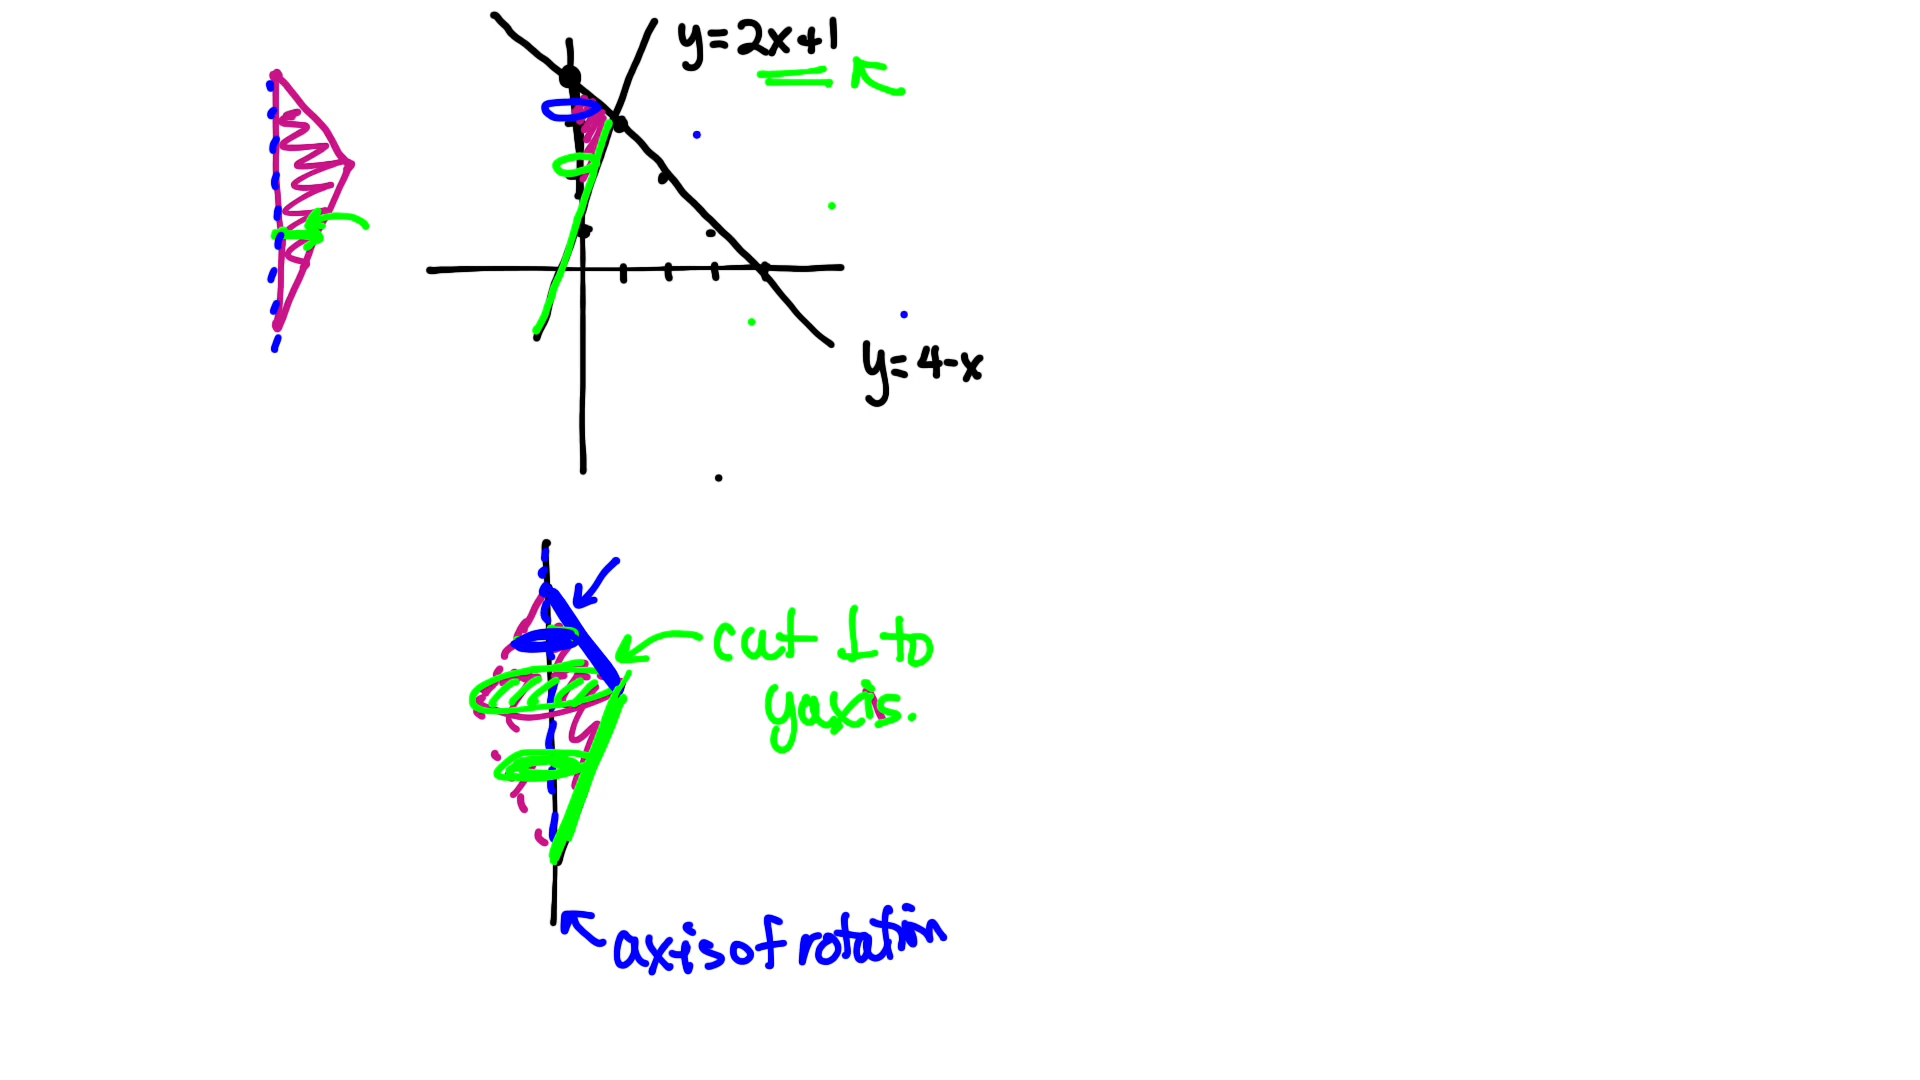 y=2x+1
y=4-x
cut ⊥ to
y axis.
axis of rotation